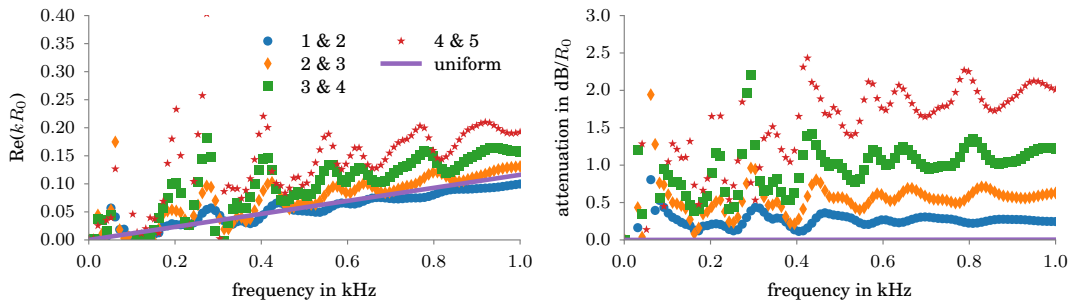 0.40
0.35
0.30
0.25
0.20
0.15
0.10
0.05
0.00
Re(kR₀)
1 & 2
2 & 3
3 & 4
4 & 5
uniform
0.0 0.2 0.4 0.6 0.8 1.0
frequency in kHz
3.0
2.5
2.0
1.5
1.0
0.5
0.0
attenuation in dB/R₀
0.0 0.2 0.4 0.6 0.8 1.0
frequency in kHz